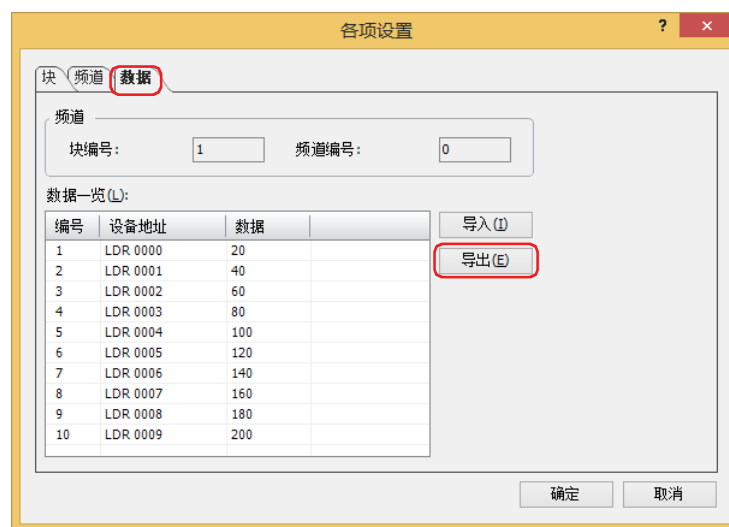 各项设置
? ×
块 频道 数据
频道
块编号: 1 频道编号: 0
数据一览(L):
编号 设备地址 数据
导入(I)
导出(E)
1 LDR 0000 20
2 LDR 0001 40
3 LDR 0002 60
4 LDR 0003 80
5 LDR 0004 100
6 LDR 0005 120
7 LDR 0006 140
8 LDR 0007 160
9 LDR 0008 180
10 LDR 0009 200
确定 取消